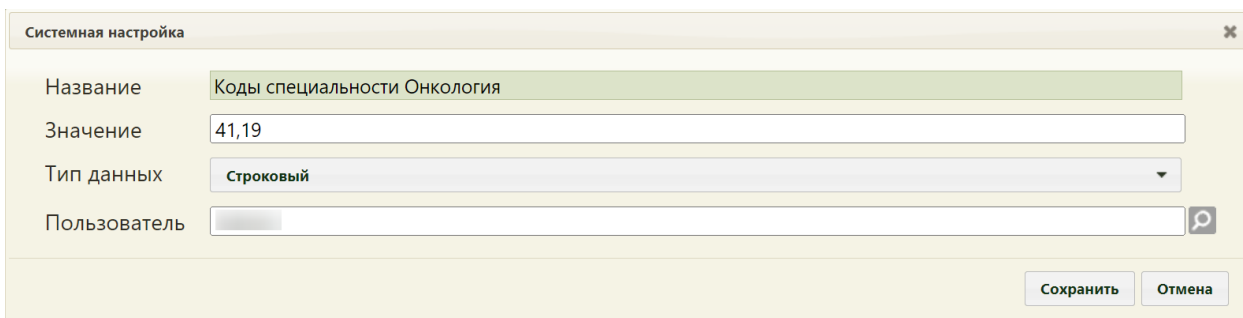 Системная настройка
Название Коды специальности Онкология
Значение 41,19
Тип данных Строковый
Пользователь
Сохранить Отмена